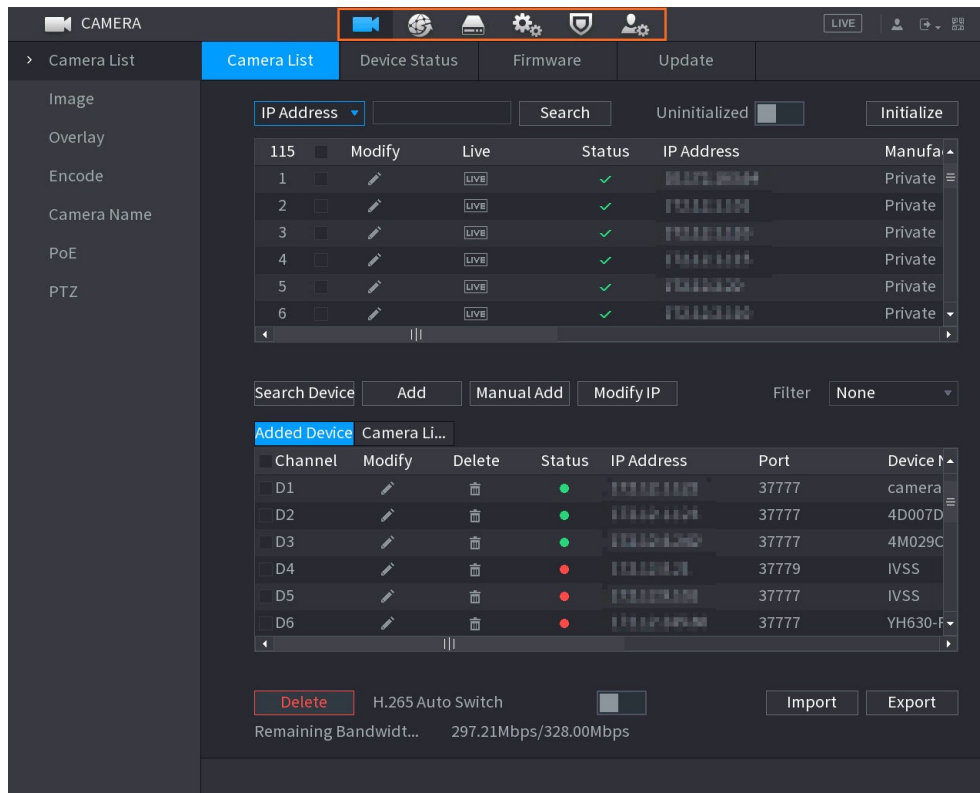 CAMERA LIVE
Camera List
Image
Overlay
Encode
Camera Name
PoE
PTZ
Camera List Device Status Firmware Update
IP Address Search Uninitialized Initialize
115 Modify Live Status IP Address Manufa
1 LIVE Private
2 LIVE Private
3 LIVE Private
4 LIVE Private
5 LIVE Private
6 LIVE Private
Search Device Add Manual Add Modify IP Filter None
Added Device Camera Li...
Channel Modify Delete Status IP Address Port Device N
D1 37777 camera
D2 37777 4D007D
D3 37777 4M029C
D4 37779 IVSS
D5 37777 IVSS
D6 37777 YH630-F
Delete H.265 Auto Switch Import Export
Remaining Bandwidt... 297.21Mbps/328.00Mbps